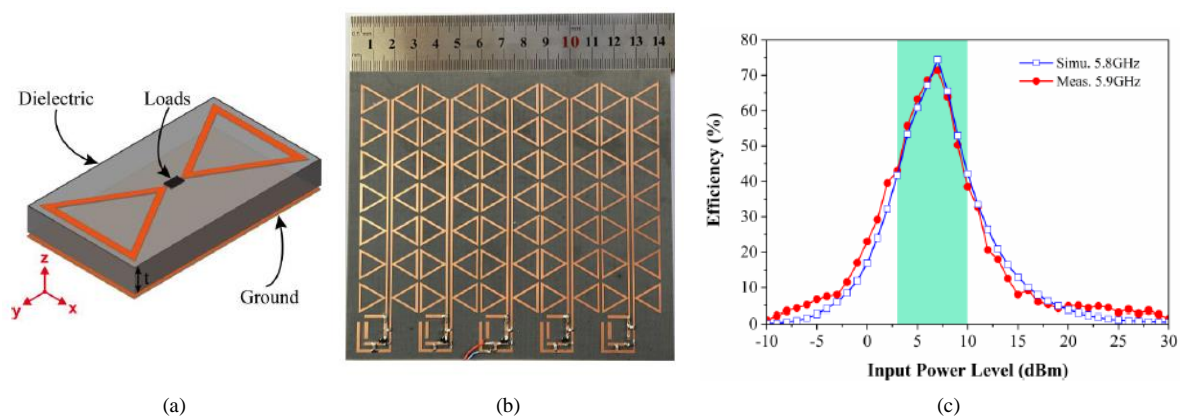 Dielectric
Loads
Ground
t
z
y
x
1 2 3 4 5 6 7 8 9 10 11 12 13 14
80
70
60
50
40
30
20
10
0
Efficiency (%)
Simu. 5.8GHz
Meas. 5.9GHz
-10 -5 0 5 10 15 20 25 30
Input Power Level (dBm)
(a)
(b)
(c)